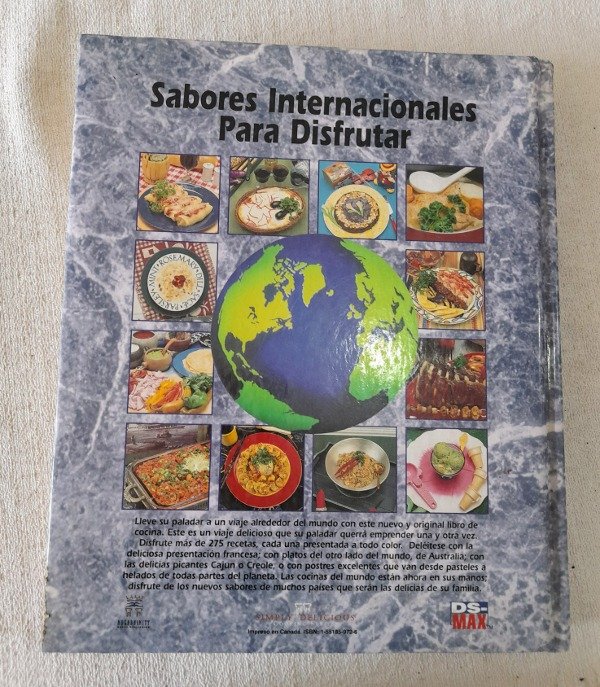 Sabores Internacionales
Para Disfrutar
MINT ROSEMARY
Lleve su paladar a un viaje alrededor del mundo con este nuevo y original libro de
cocina. Este es un viaje delicioso que su paladar querrá emprender una y otra vez.
Disfrute más de 275 recetas, cada una presentada a todo color. Deléitese con la
deliciosa presentación francesa; con platos del otro lado del mundo, de Australia; con
las delicias picantes Cajun o Creole, o con postres excelentes que van desde pasteles a
helados de todas partes del planeta. Las cocinas del mundo están ahora en sus manos;
disfrute de los nuevos sabores de muchos países que serán las delicias de su familia.
SIMPLY DELICIOUS
DS-
MAX
Impreso en Canadá. ISBN: